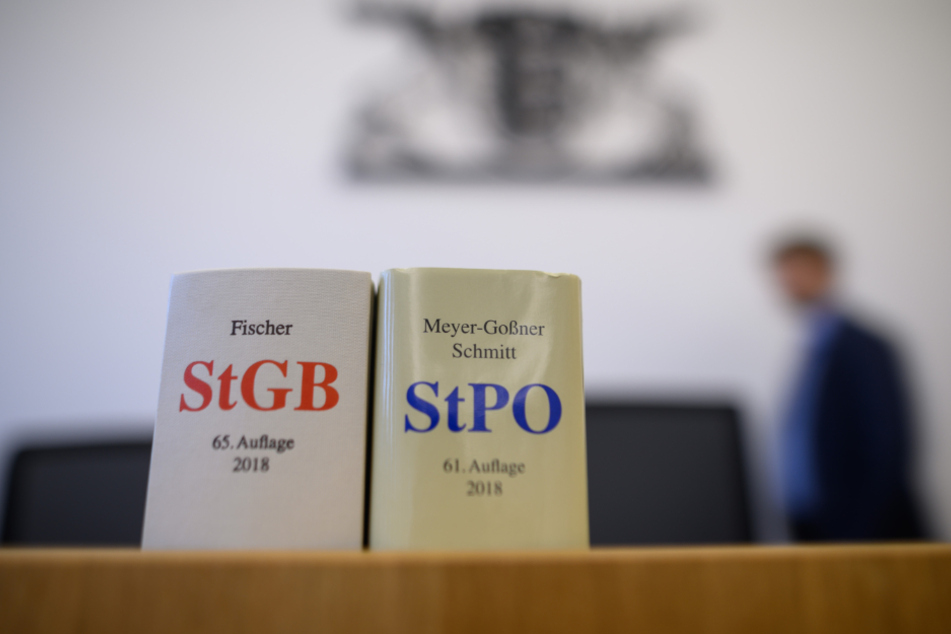 Fischer
StGB
65. Auflage
2018
Meyer-Goßner
Schmitt
StPO
61. Auflage
2018